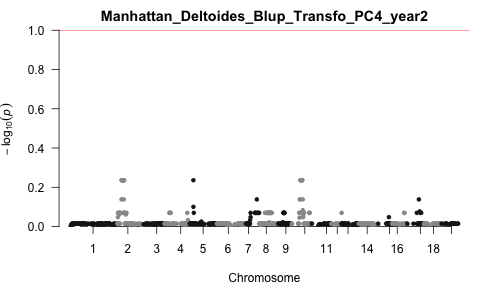 Manhattan_Deltoides_Blup_Transfo_PC4_year2
1.0
0.8
0.6
0.4
0.2
0.0
− log₁₀(p)
1 2 3 4 5 6 7 8 9 11 14 16 18
Chromosome